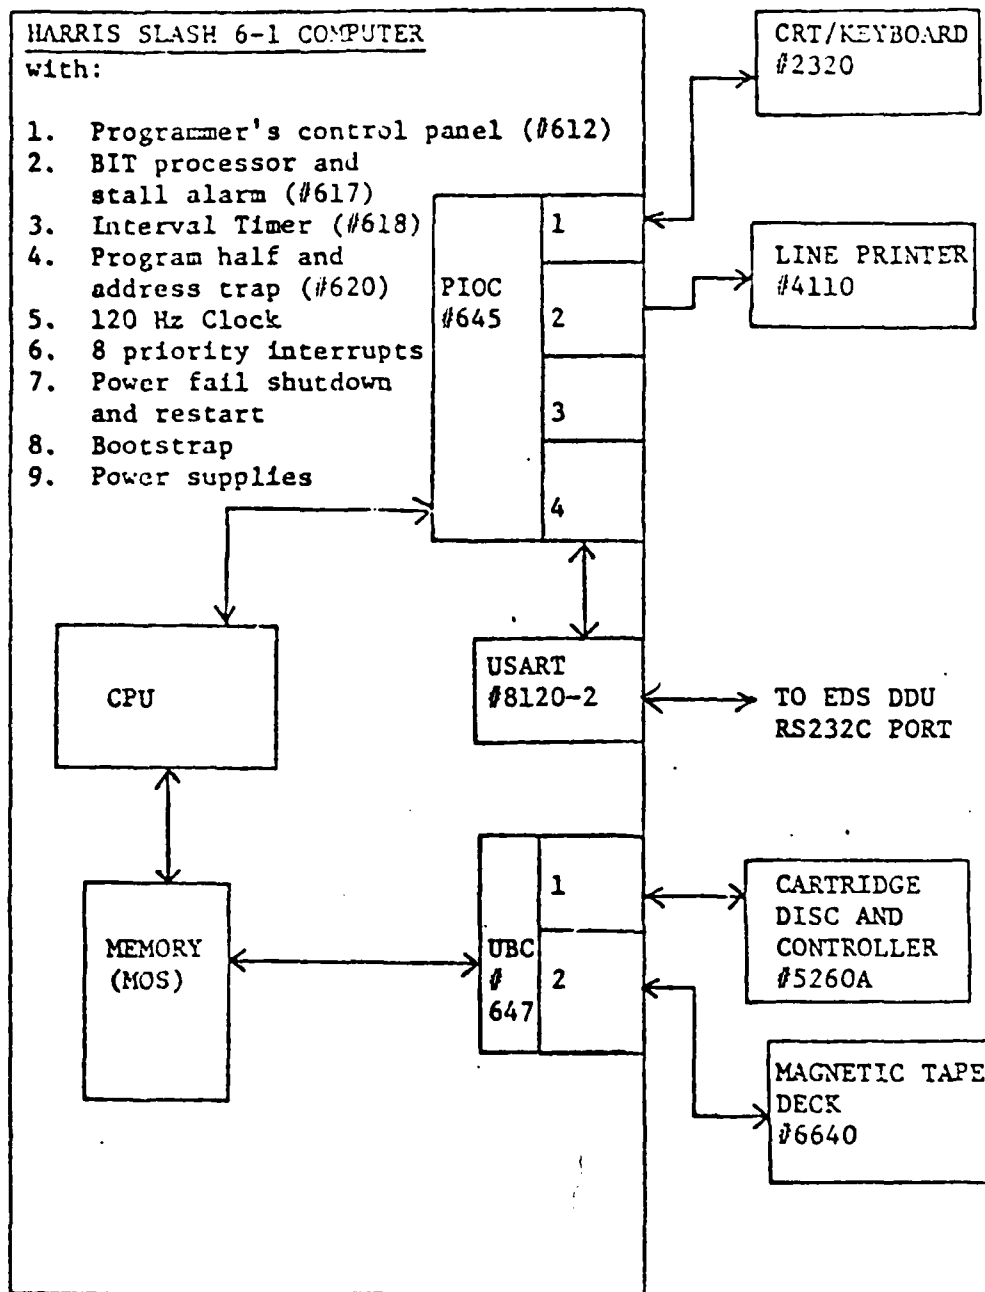 HARRIS SLASH 6-1 COMPUTER
with:
1. Programmer's control panel (#612)
2. BIT processor and
stall alarm (#617)
3. Interval Timer (#618)
4. Program half and
address trap (#620)
5. 120 Hz Clock
6. 8 priority interrupts
7. Power fail shutdown
and restart
8. Bootstrap
9. Power supplies
PIOC
#645
1
2
3
4
CRT/KEYBOARD
#2320
LINE PRINTER
#4110
CPU
USART
#8120-2
TO EDS DDU
RS232C PORT
MEMORY
(MOS)
UBC
#
647
1
2
CARTRIDGE
DISC AND
CONTROLLER
#5260A
MAGNETIC TAPE
DECK
#6640